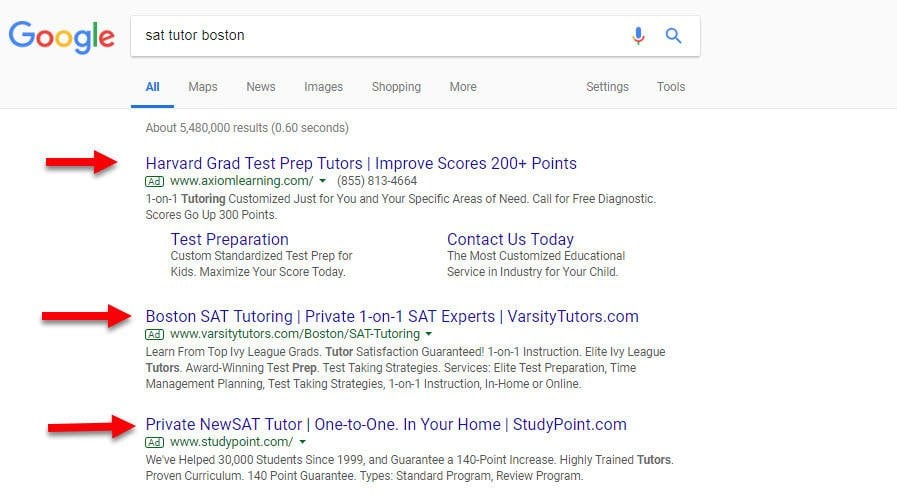 Google
sat tutor boston
All Maps News Images Shopping More Settings Tools
About 5,480,000 results (0.60 seconds)
Harvard Grad Test Prep Tutors | Improve Scores 200+ Points
Ad www.axiomlearning.com/ (855) 813-4664
1-on-1 Tutoring Customized Just for You and Your Specific Areas of Need. Call for Free Diagnostic.
Scores Go Up 300 Points.
Test Preparation
Custom Standardized Test Prep for
Kids. Maximize Your Score Today.
Contact Us Today
The Most Customized Educational
Service in Industry for Your Child.
Boston SAT Tutoring | Private 1-on-1 SAT Experts | VarsityTutors.com
Ad www.varsitytutors.com/Boston/SAT-Tutoring
Learn From Top Ivy League Grads. Tutor Satisfaction Guaranteed! 1-on-1 Instruction. Elite Ivy League
Tutors. Award-Winning Test Prep. Test Taking Strategies. Services: Elite Test Preparation, Time
Management Planning, Test Taking Strategies, 1-on-1 Instruction, In-Home or Online.
Private NewSAT Tutor | One-to-One. In Your Home | StudyPoint.com
Ad www.studypoint.com/
We've Helped 30,000 Students Since 1999, and Guarantee a 140-Point Increase. Highly Trained Tutors.
Proven Curriculum. 140 Point Guarantee. Types: Standard Program, Review Program.